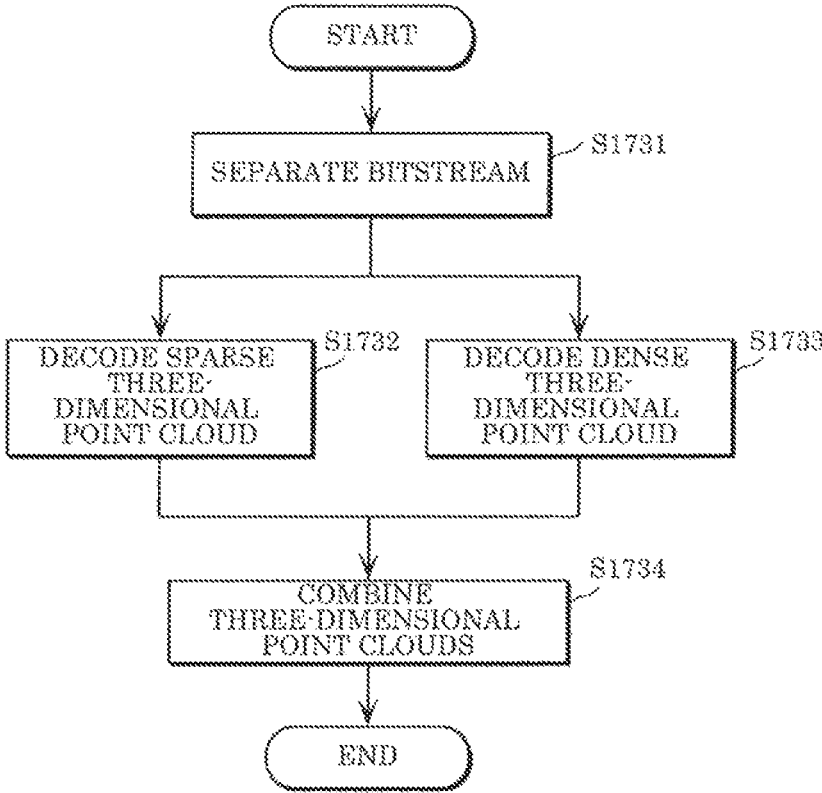 START
SEPARATE BITSTREAM
S1731
DECODE SPARSE
THREE-
DIMENSIONAL
POINT CLOUD
S1732
DECODE DENSE
THREE-
DIMENSIONAL
POINT CLOUD
S1733
COMBINE
THREE-DIMENSIONAL
POINT CLOUDS
S1734
END